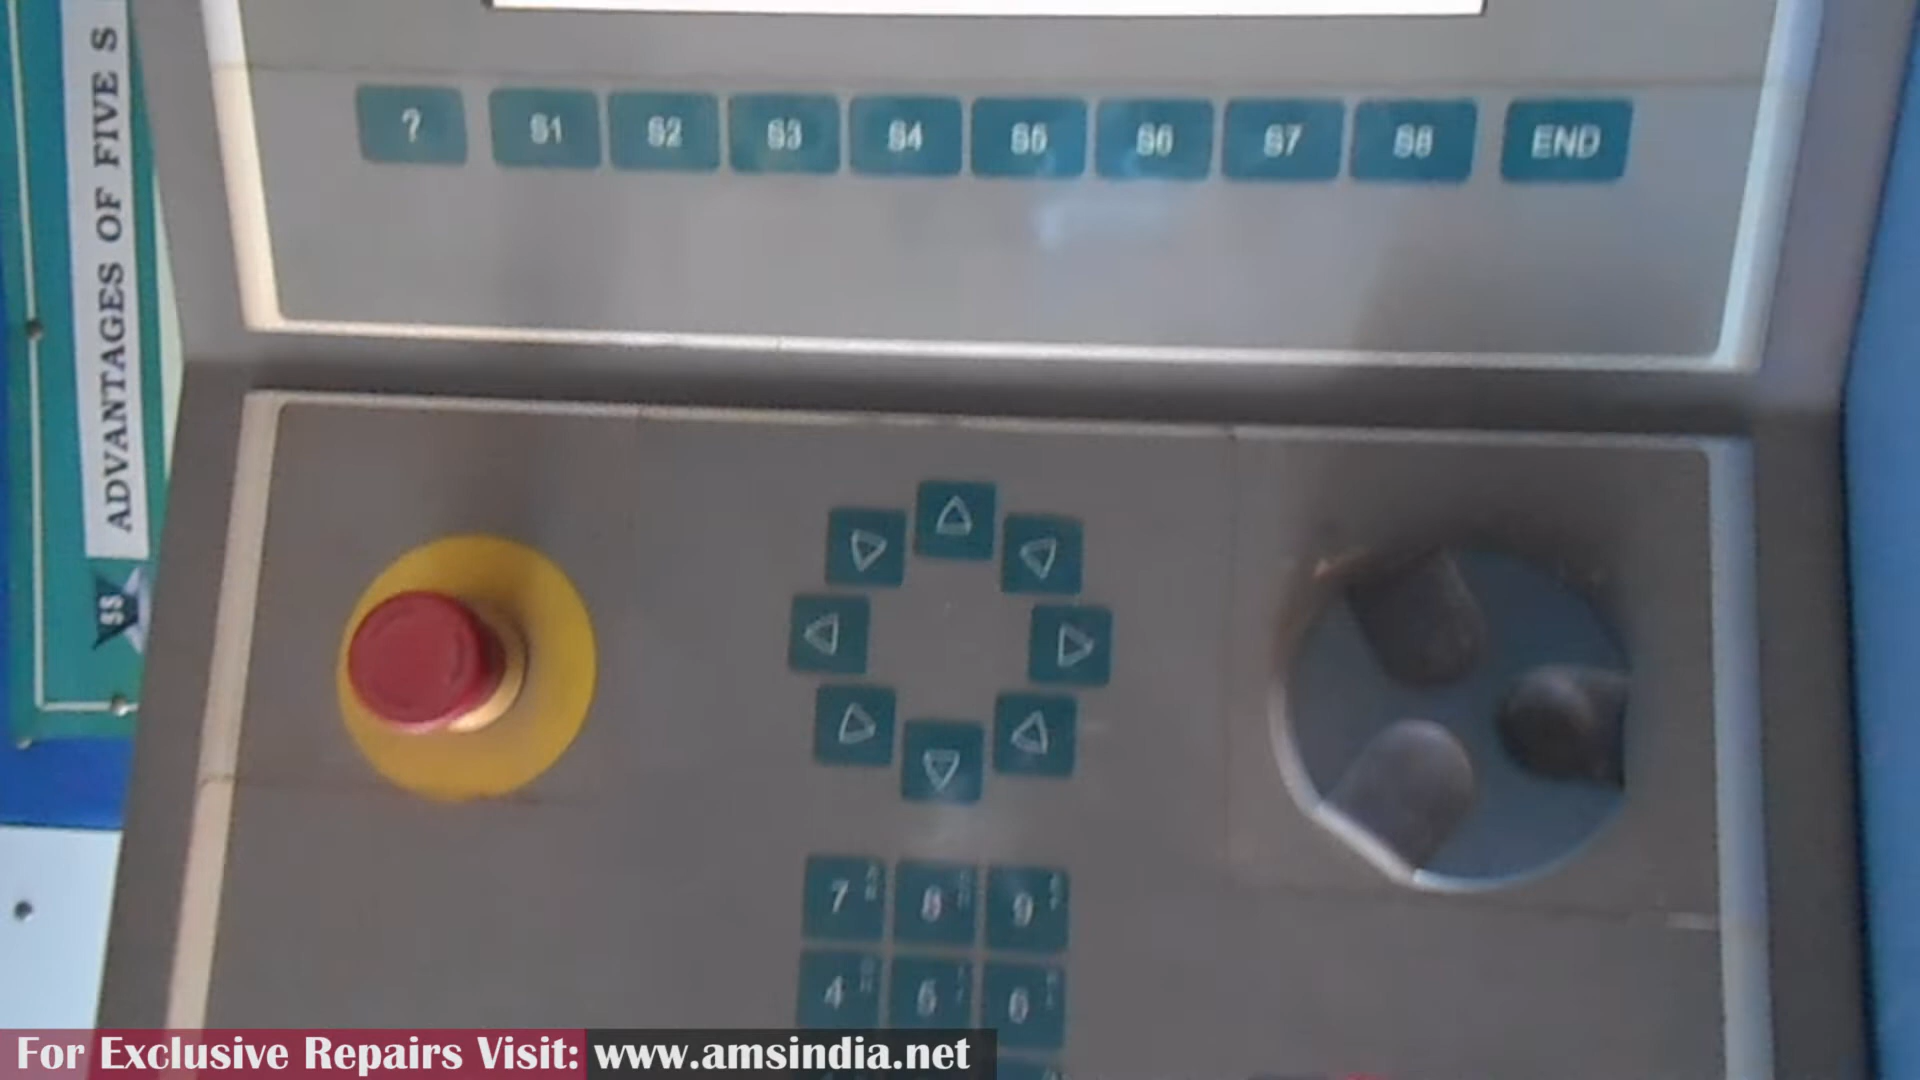 ADVANTAGES OF FIVE S
? S1 S2 S3 S4 S5 S6 S7 S8 END
7 8 9
4 5 6
For Exclusive Repairs Visit: www.amsindia.net